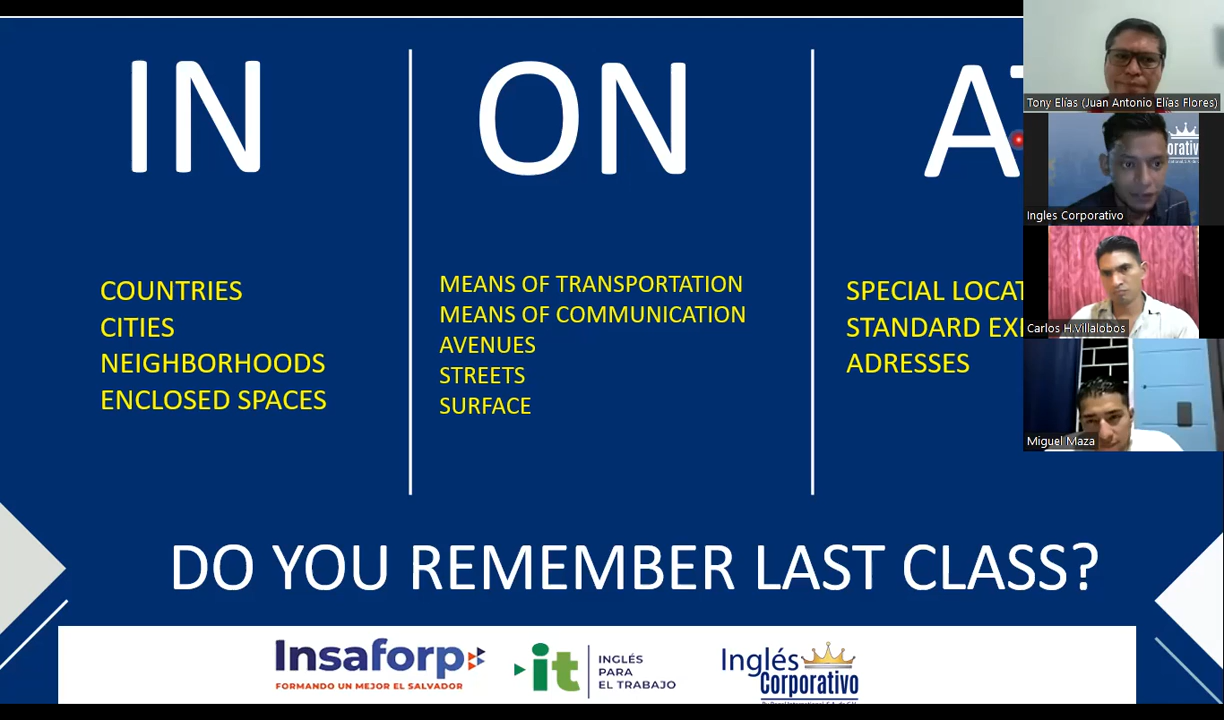 IN
ON
COUNTRIES
CITIES
NEIGHBORHOODS
ENCLOSED SPACES
MEANS OF TRANSPORTATION
MEANS OF COMMUNICATION
AVENUES
STREETS
SURFACE
SPECIAL
STANDARD
ADRESSES
DO YOU REMEMBER LAST CLASS?
Insaforp
FORMANDO UN MEJOR EL SALVADOR
it
INGLÉS
PARA
EL TRABAJO
Inglés
Corporativo
Tony Elías (Juan Antonio Elías Flores)
Ingles Corporativo
Carlos H.Villalobos
Miguel Maza